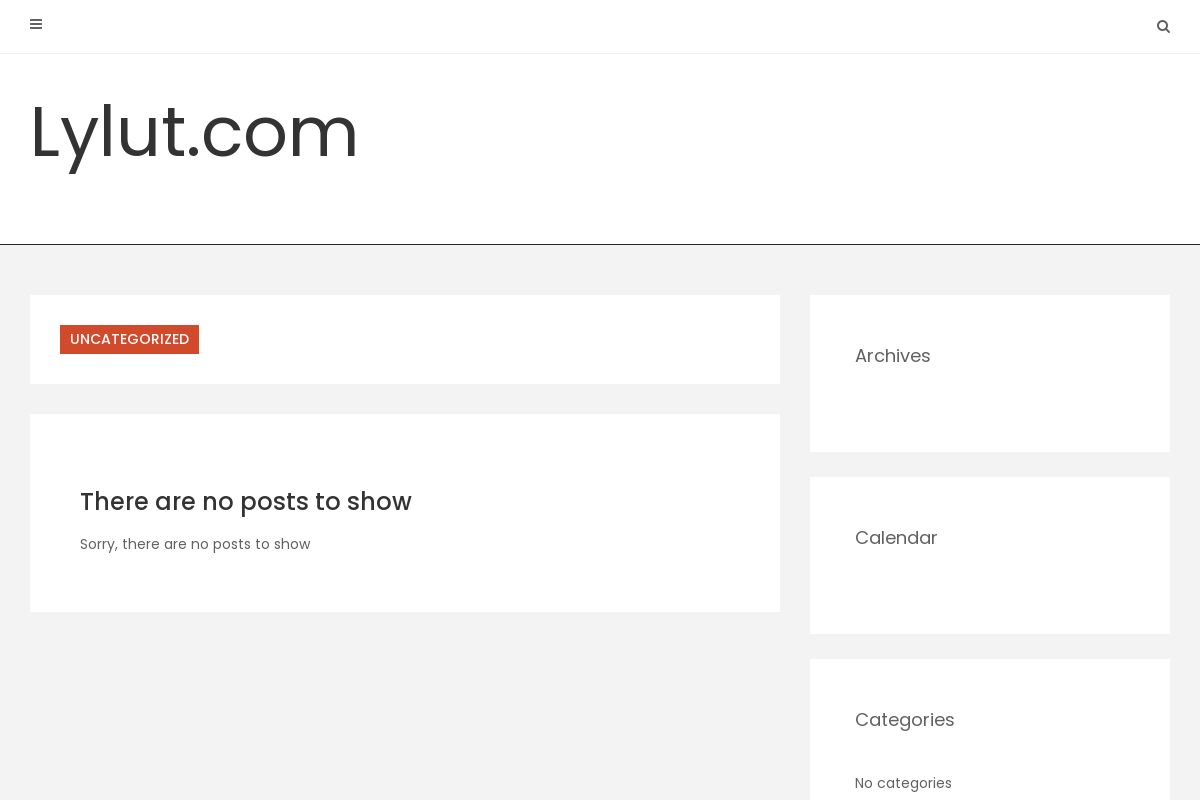 Lylut.com
UNCATEGORIZED
There are no posts to show
Sorry, there are no posts to show
Archives
Calendar
Categories
No categories